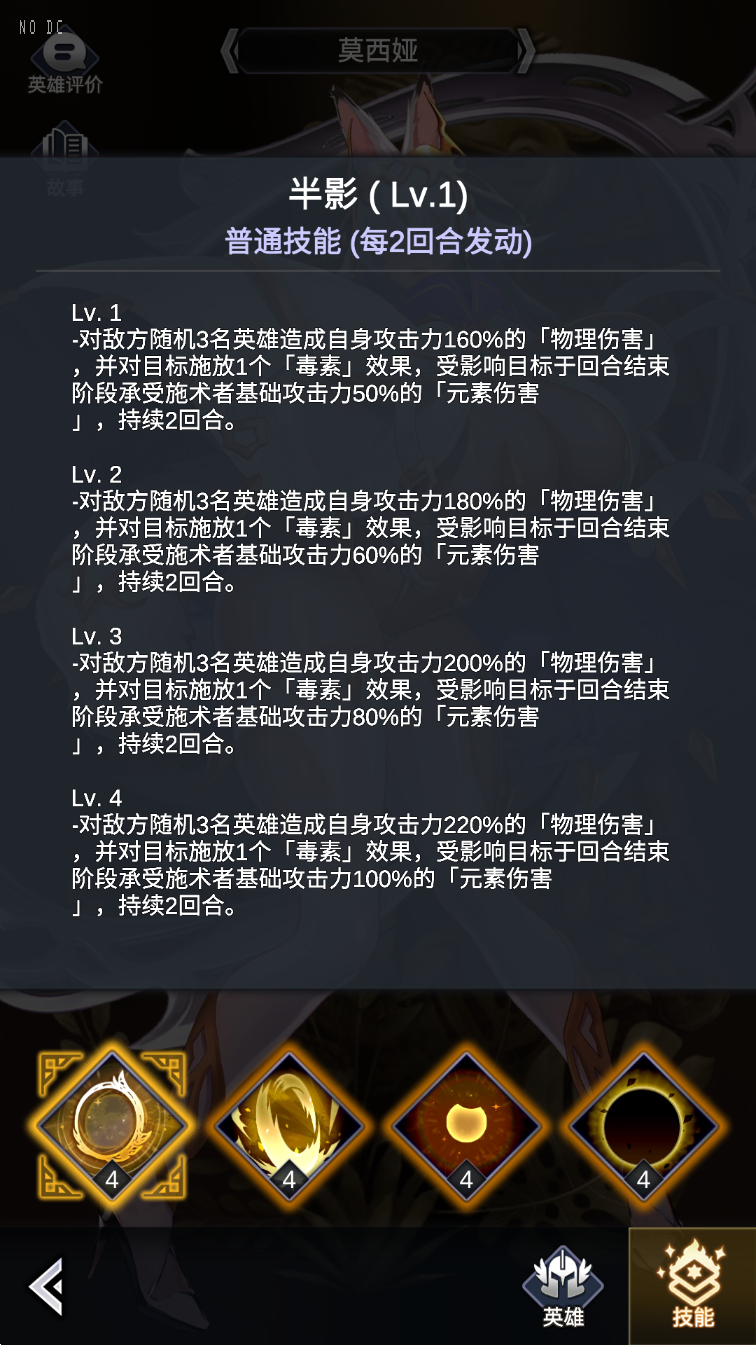 NO DC
莫西娅
英雄评价
故事
半影 ( Lv.1)
普通技能 (每2回合发动)
Lv. 1
-对敌方随机3名英雄造成自身攻击力160%的「物理伤害」
，并对目标施放1个「毒素」效果，受影响目标于回合结束
阶段承受施术者基础攻击力50%的「元素伤害
」，持续2回合。
Lv. 2
-对敌方随机3名英雄造成自身攻击力180%的「物理伤害」
，并对目标施放1个「毒素」效果，受影响目标于回合结束
阶段承受施术者基础攻击力60%的「元素伤害
」，持续2回合。
Lv. 3
-对敌方随机3名英雄造成自身攻击力200%的「物理伤害」
，并对目标施放1个「毒素」效果，受影响目标于回合结束
阶段承受施术者基础攻击力80%的「元素伤害
」，持续2回合。
Lv. 4
-对敌方随机3名英雄造成自身攻击力220%的「物理伤害」
，并对目标施放1个「毒素」效果，受影响目标于回合结束
阶段承受施术者基础攻击力100%的「元素伤害
」，持续2回合。
4
4
4
4
英雄
技能